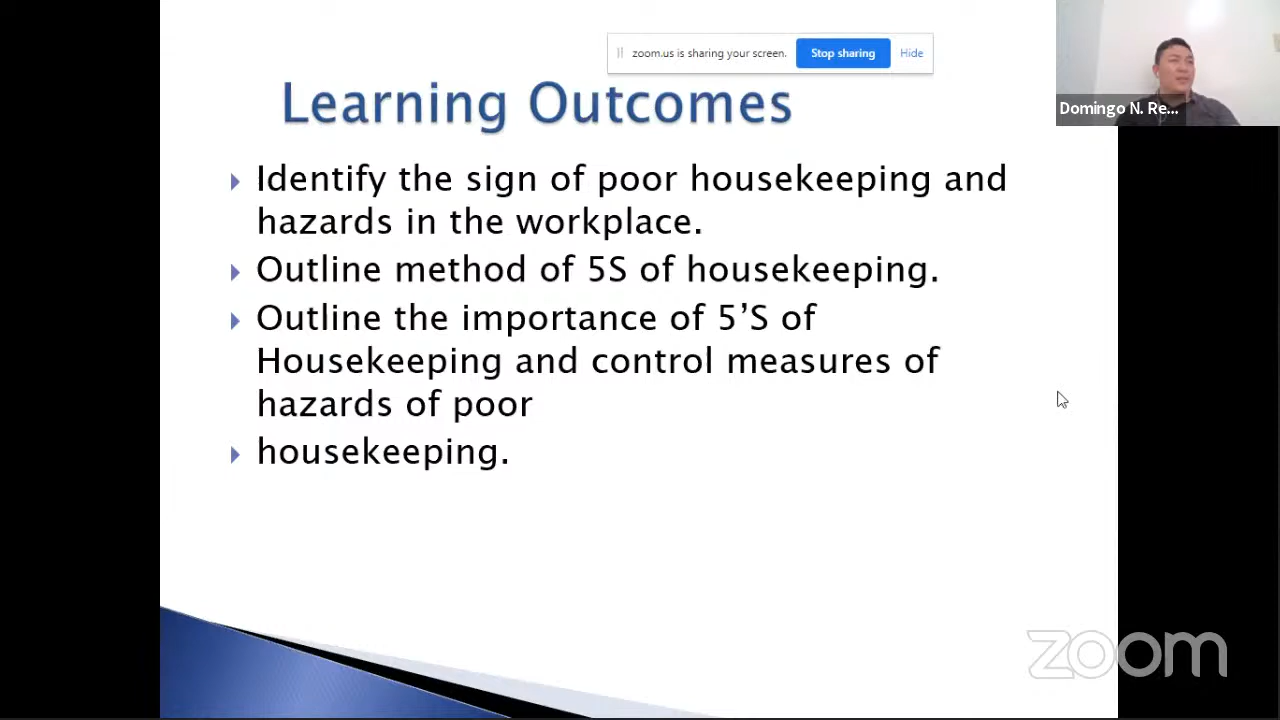 zoom.us is sharing your screen. Stop sharing Hide
Learning Outcomes
Domingo N. Re...
Identify the sign of poor housekeeping and
hazards in the workplace.
Outline method of 5S of housekeeping.
Outline the importance of 5’S of
Housekeeping and control measures of
hazards of poor
housekeeping.
zoom